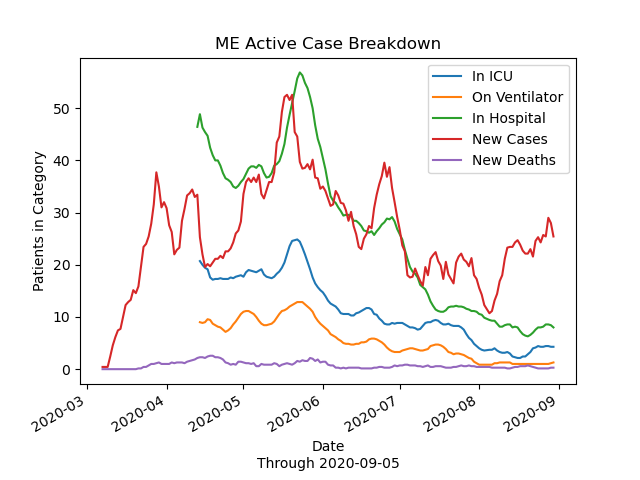 ME Active Case Breakdown
Patients in Category
50
40
30
20
10
0
In ICU
On Ventilator
In Hospital
New Cases
New Deaths
2020-03
2020-04
2020-05
2020-06
2020-07
2020-08
2020-09
Date
Through 2020-09-05